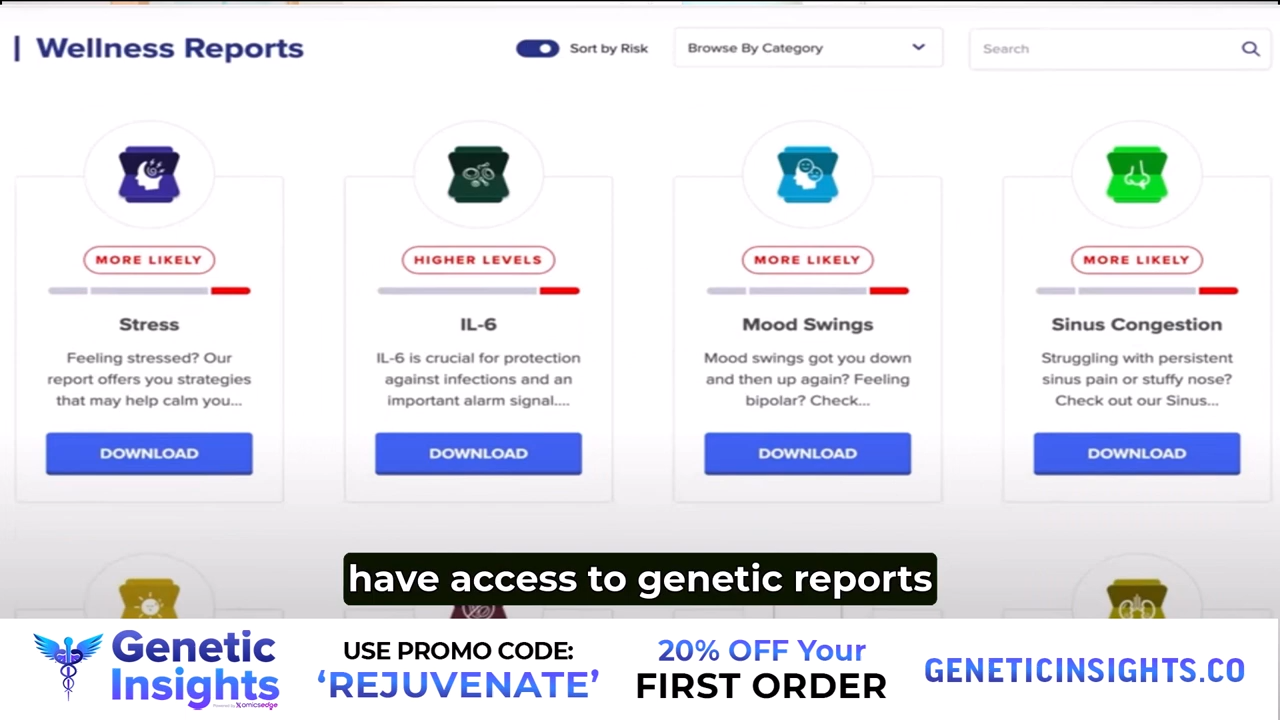 Wellness Reports
Sort by Risk
Browse By Category
Search
MORE LIKELY
Stress
Feeling stressed? Our
report offers you strategies
that may help calm you...
DOWNLOAD
HIGHER LEVELS
IL-6
IL-6 is crucial for protection
against infections and an
important alarm signal....
DOWNLOAD
MORE LIKELY
Mood Swings
Mood swings got you down
and then up again? Feeling
bipolar? Check...
DOWNLOAD
MORE LIKELY
Sinus Congestion
Struggling with persistent
sinus pain or stuffy nose?
Check out our Sinus...
DOWNLOAD
have access to genetic reports
Genetic
Insights
Powered by omicsedge
USE PROMO CODE:
‘REJUVENATE’
20% OFF Your
FIRST ORDER
GENETICINSIGHTS.CO